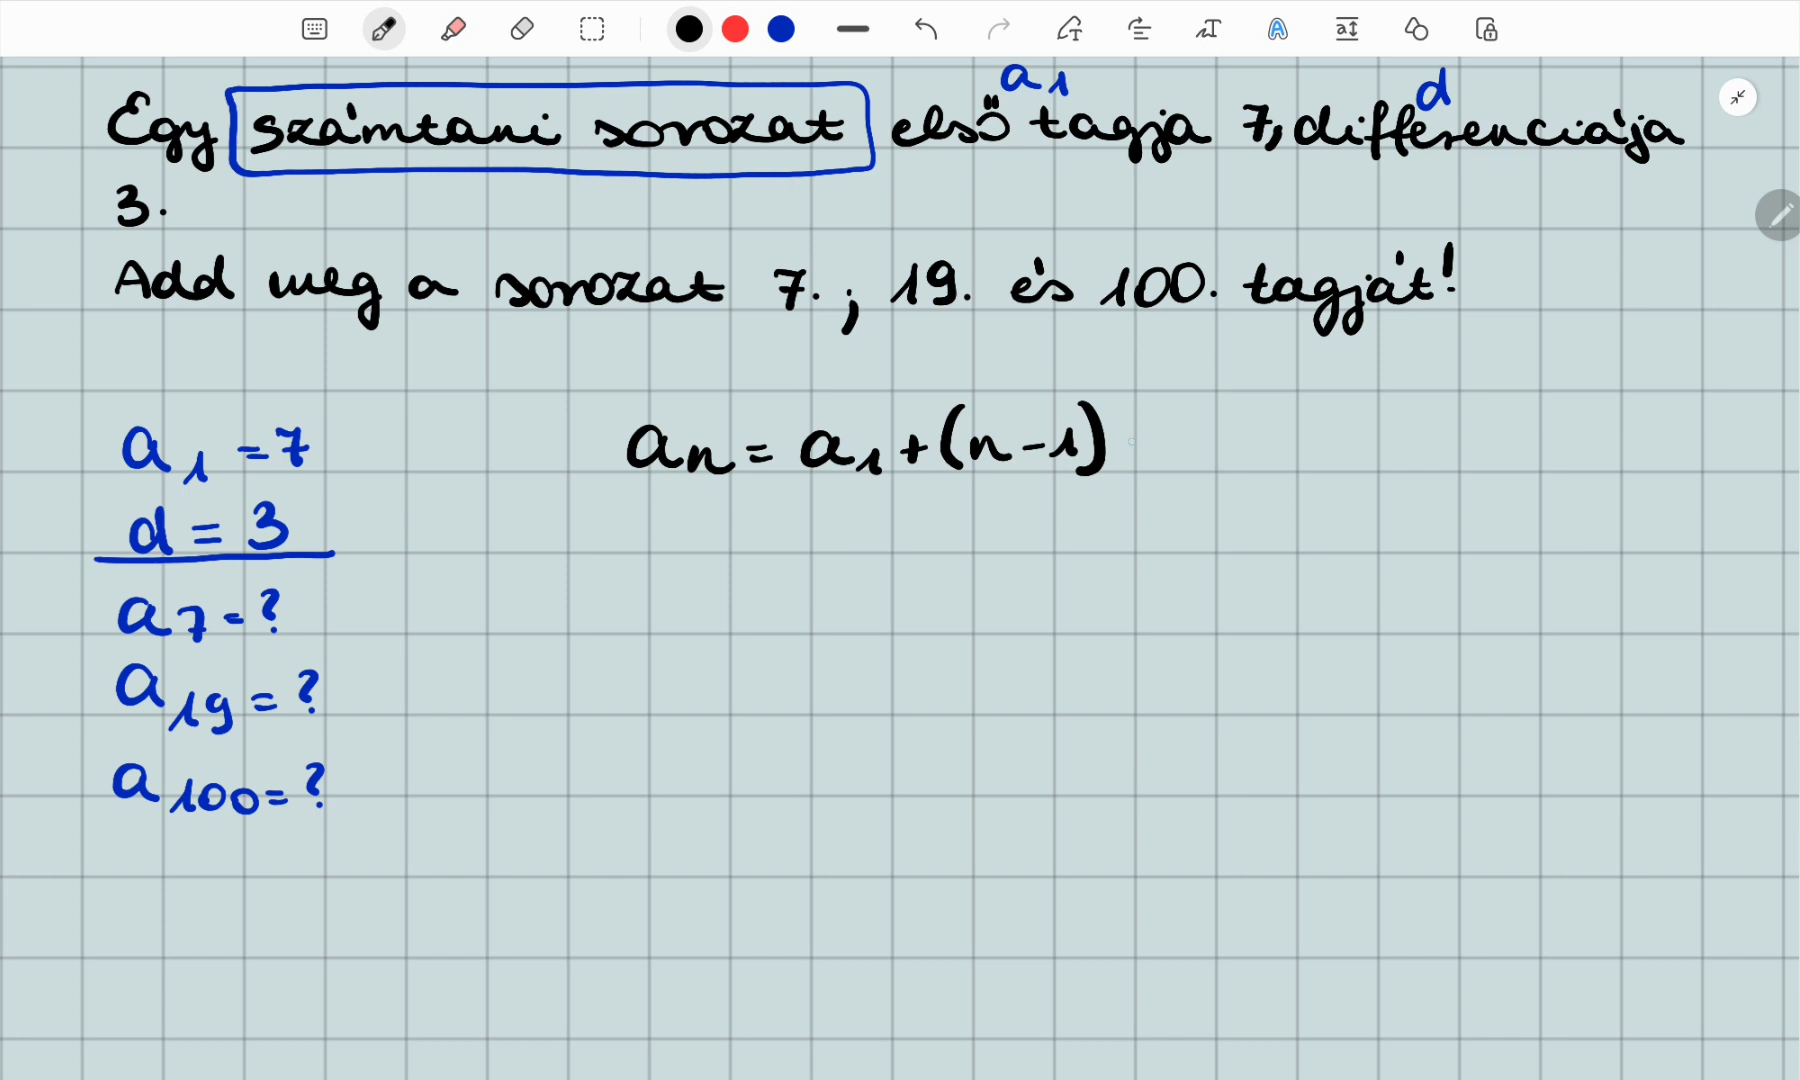 a₁ d
Egy számtani sorozat első tagja 7, differenciája
3.
Add meg a sorozat 7.; 19. és 100. tagját!
a₁ = 7
aₙ = a₁ + (n - 1)
d = 3
a₇ = ?
a₁₉ = ?
a₁₀₀ = ?